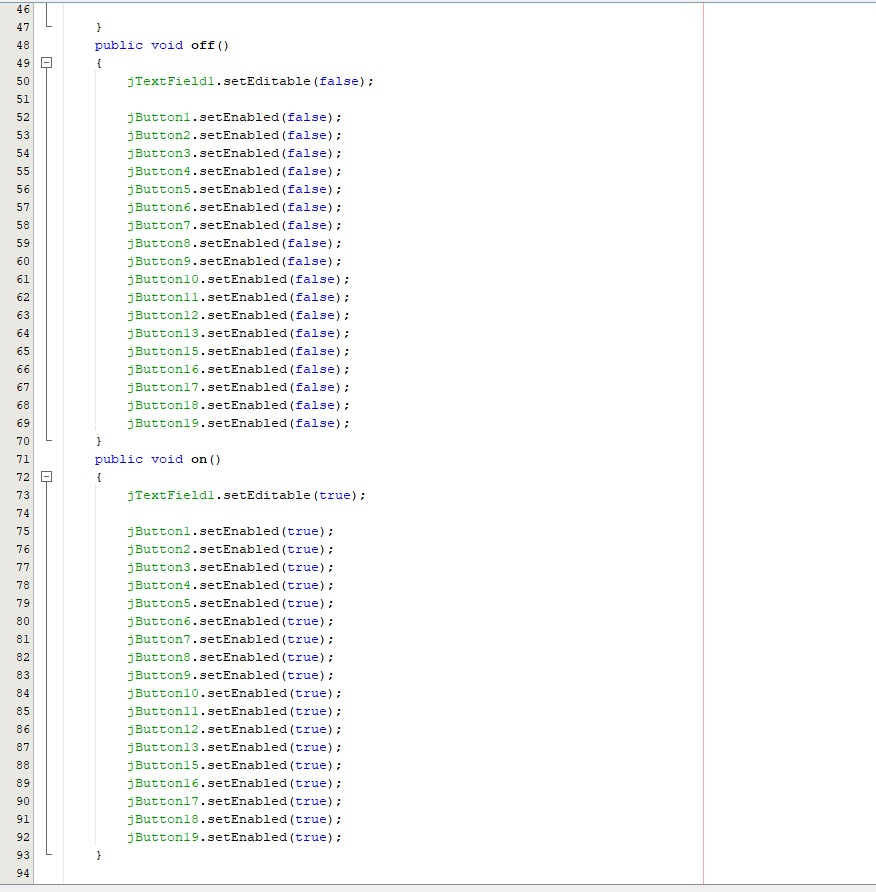 46
47 }
48 public void off()
49 {
50 jTextField1.setEditable(false);
51
52 jButton1.setEnabled(false);
53 jButton2.setEnabled(false);
54 jButton3.setEnabled(false);
55 jButton4.setEnabled(false);
56 jButton5.setEnabled(false);
57 jButton6.setEnabled(false);
58 jButton7.setEnabled(false);
59 jButton8.setEnabled(false);
60 jButton9.setEnabled(false);
61 jButton10.setEnabled(false);
62 jButton11.setEnabled(false);
63 jButton12.setEnabled(false);
64 jButton13.setEnabled(false);
65 jButton15.setEnabled(false);
66 jButton16.setEnabled(false);
67 jButton17.setEnabled(false);
68 jButton18.setEnabled(false);
69 jButton19.setEnabled(false);
70 }
71 public void on()
72 {
73 jTextField1.setEditable(true);
74
75 jButton1.setEnabled(true);
76 jButton2.setEnabled(true);
77 jButton3.setEnabled(true);
78 jButton4.setEnabled(true);
79 jButton5.setEnabled(true);
80 jButton6.setEnabled(true);
81 jButton7.setEnabled(true);
82 jButton8.setEnabled(true);
83 jButton9.setEnabled(true);
84 jButton10.setEnabled(true);
85 jButton11.setEnabled(true);
86 jButton12.setEnabled(true);
87 jButton13.setEnabled(true);
88 jButton15.setEnabled(true);
89 jButton16.setEnabled(true);
90 jButton17.setEnabled(true);
91 jButton18.setEnabled(true);
92 jButton19.setEnabled(true);
93 }
94